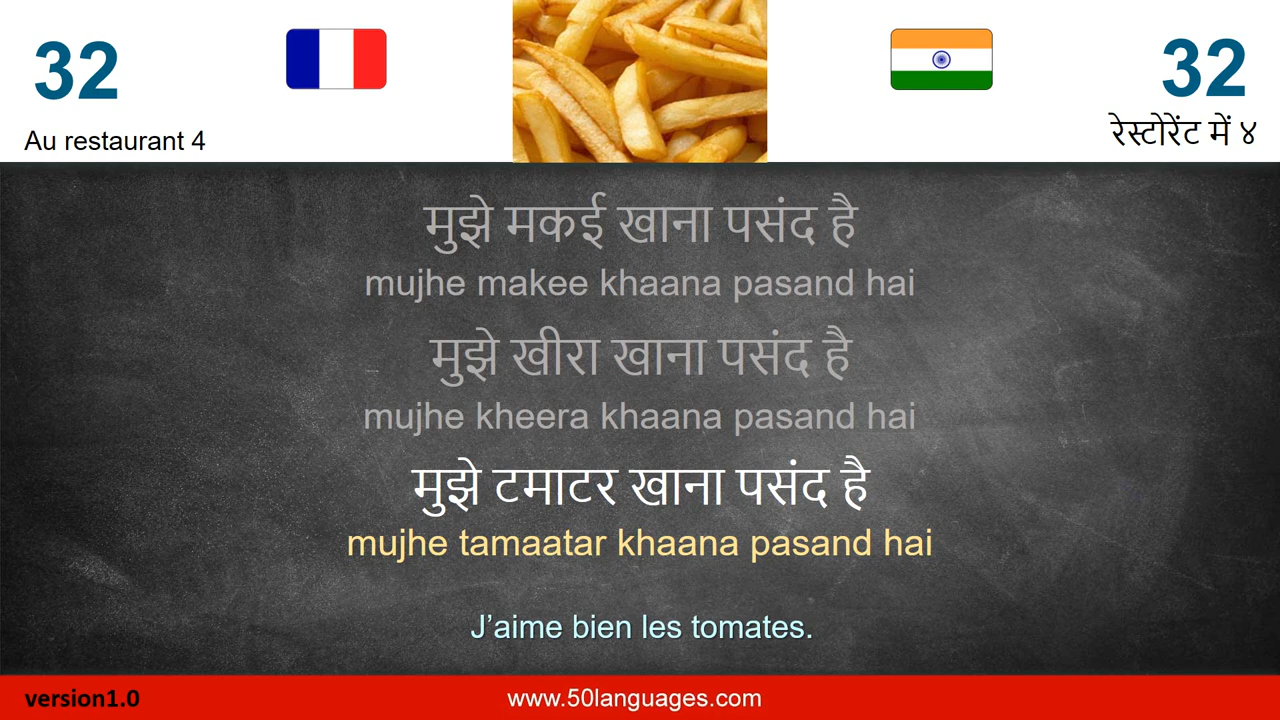 32
32
Au restaurant 4
रेस्टोरेंट में ४
मुझे मकई खाना पसंद है
mujhe makee khaana pasand hai
मुझे खीरा खाना पसंद है
mujhe kheera khaana pasand hai
मुझे टमाटर खाना पसंद है
mujhe tamaatar khaana pasand hai
J’aime bien les tomates.
version1.0
www.50languages.com